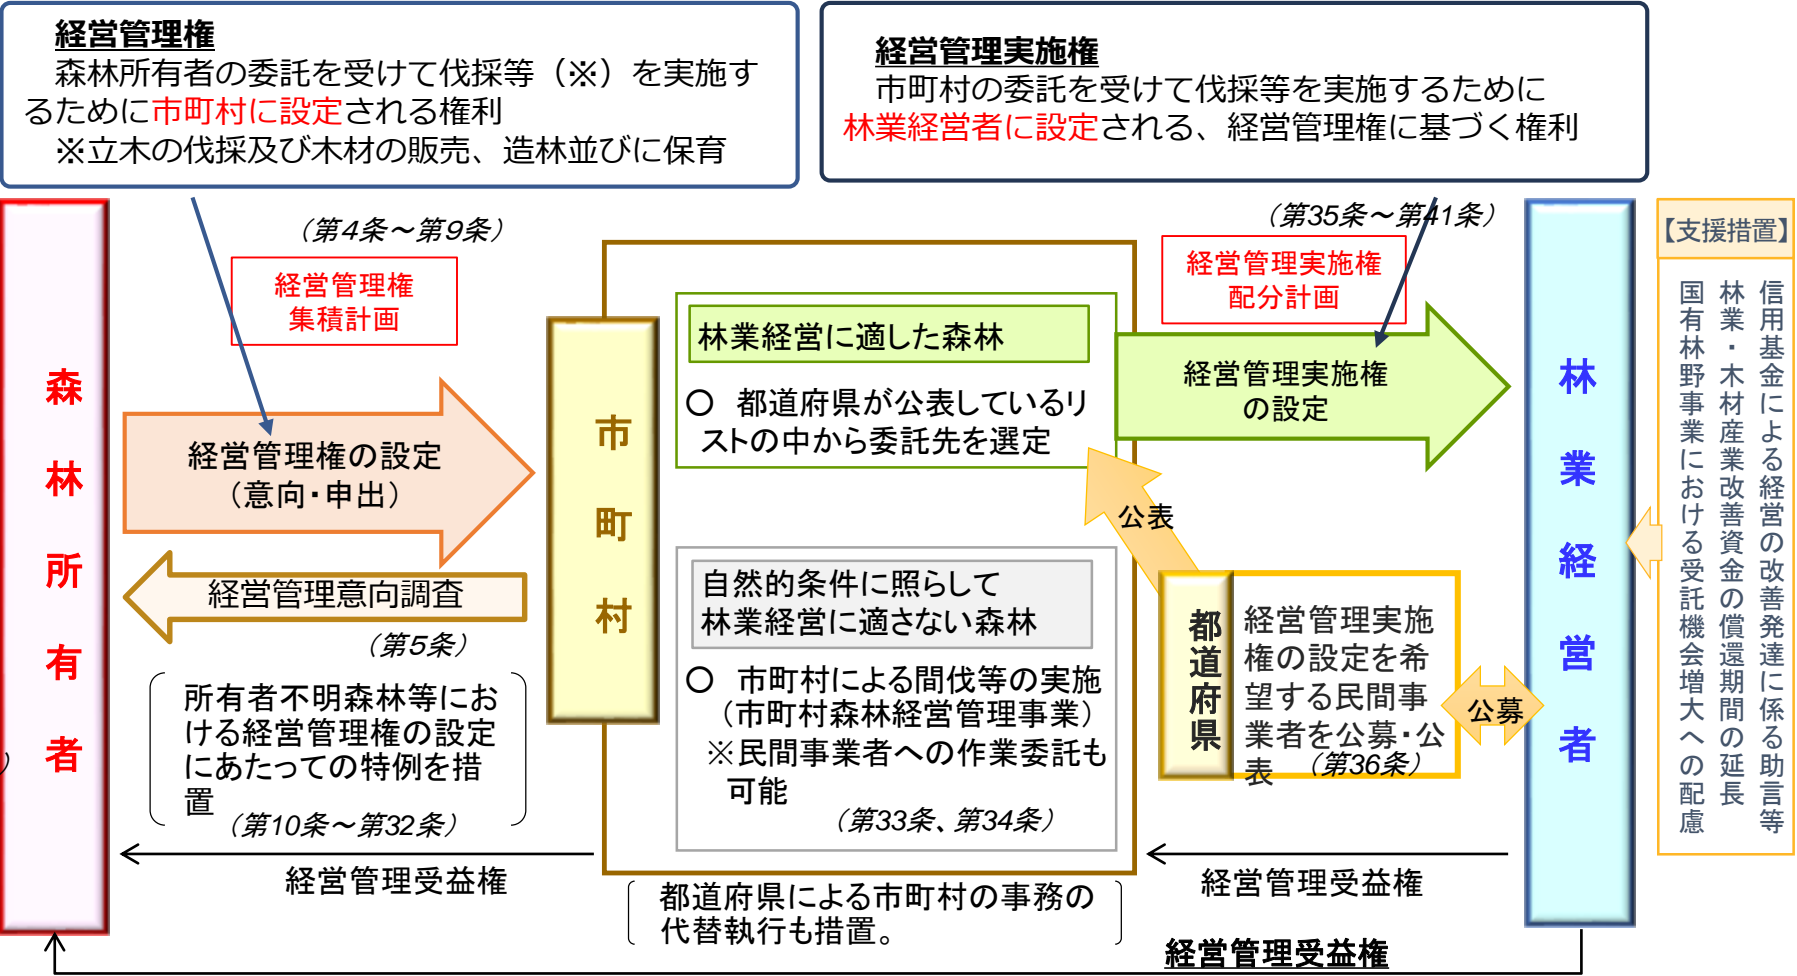 経営管理権
森林所有者の委託を受けて伐採等（※）を実施す
るために市町村に設定される権利
※立木の伐採及び木材の販売、造林並びに保育
経営管理実施権
市町村の委託を受けて伐採等を実施するために
林業経営者に設定される、経営管理権に基づく権利
（第4条～第9条）
経営管理権
集積計画
（第35条～第41条）
経営管理実施権
配分計画
【支援措置】
信用基金による経営の改善発達に係る助言等
林業・木材産業改善資金の償還期間の延長
国有林野事業における受託機会増大への配慮
森林所有者
経営管理権の設定
（意向・申出）
経営管理意向調査
（第5条）
所有者不明森林等にお
ける経営管理権の設定
にあたっての特例を措
置
（第10条～第32条）
市町村
林業経営に適した森林
〇　都道府県が公表しているリ
ストの中から委託先を選定
自然的条件に照らして
林業経営に適さない森林
〇　市町村による間伐等の実施
（市町村森林経営管理事業）
※民間事業者への作業委託も
可能
（第33条、第34条）
経営管理実施権
の設定
公表
都道府県
経営管理実施
権の設定を希
望する民間事
業者を公募・公
表
（第36条）
公募
林業経営者
）
経営管理受益権
都道府県による市町村の事務の
代替執行も措置。
経営管理受益権
経営管理受益権